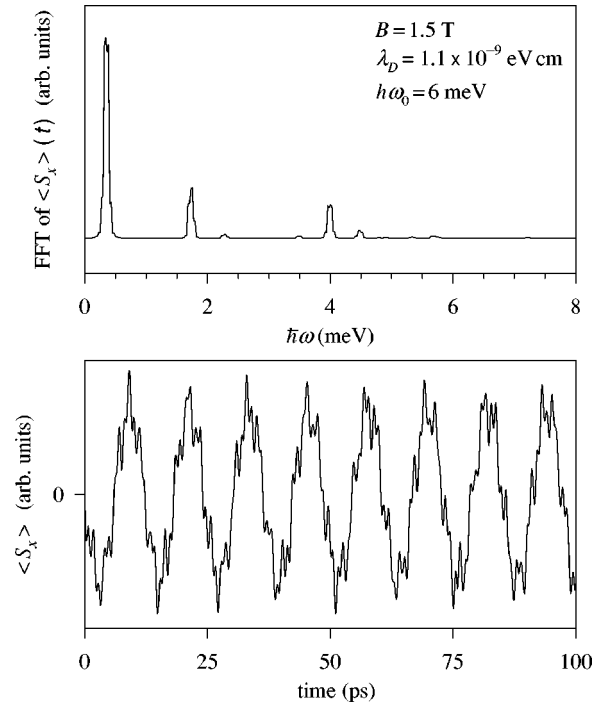 B = 1.5 T
λ_D = 1.1 x 10⁻⁹ eV cm
hω₀ = 6 meV
FFT of <S_x> (t) (arb. units)
0 2 4 6 8
ℏω (meV)
<S_x> (arb. units)
0
0 25 50 75 100
time (ps)